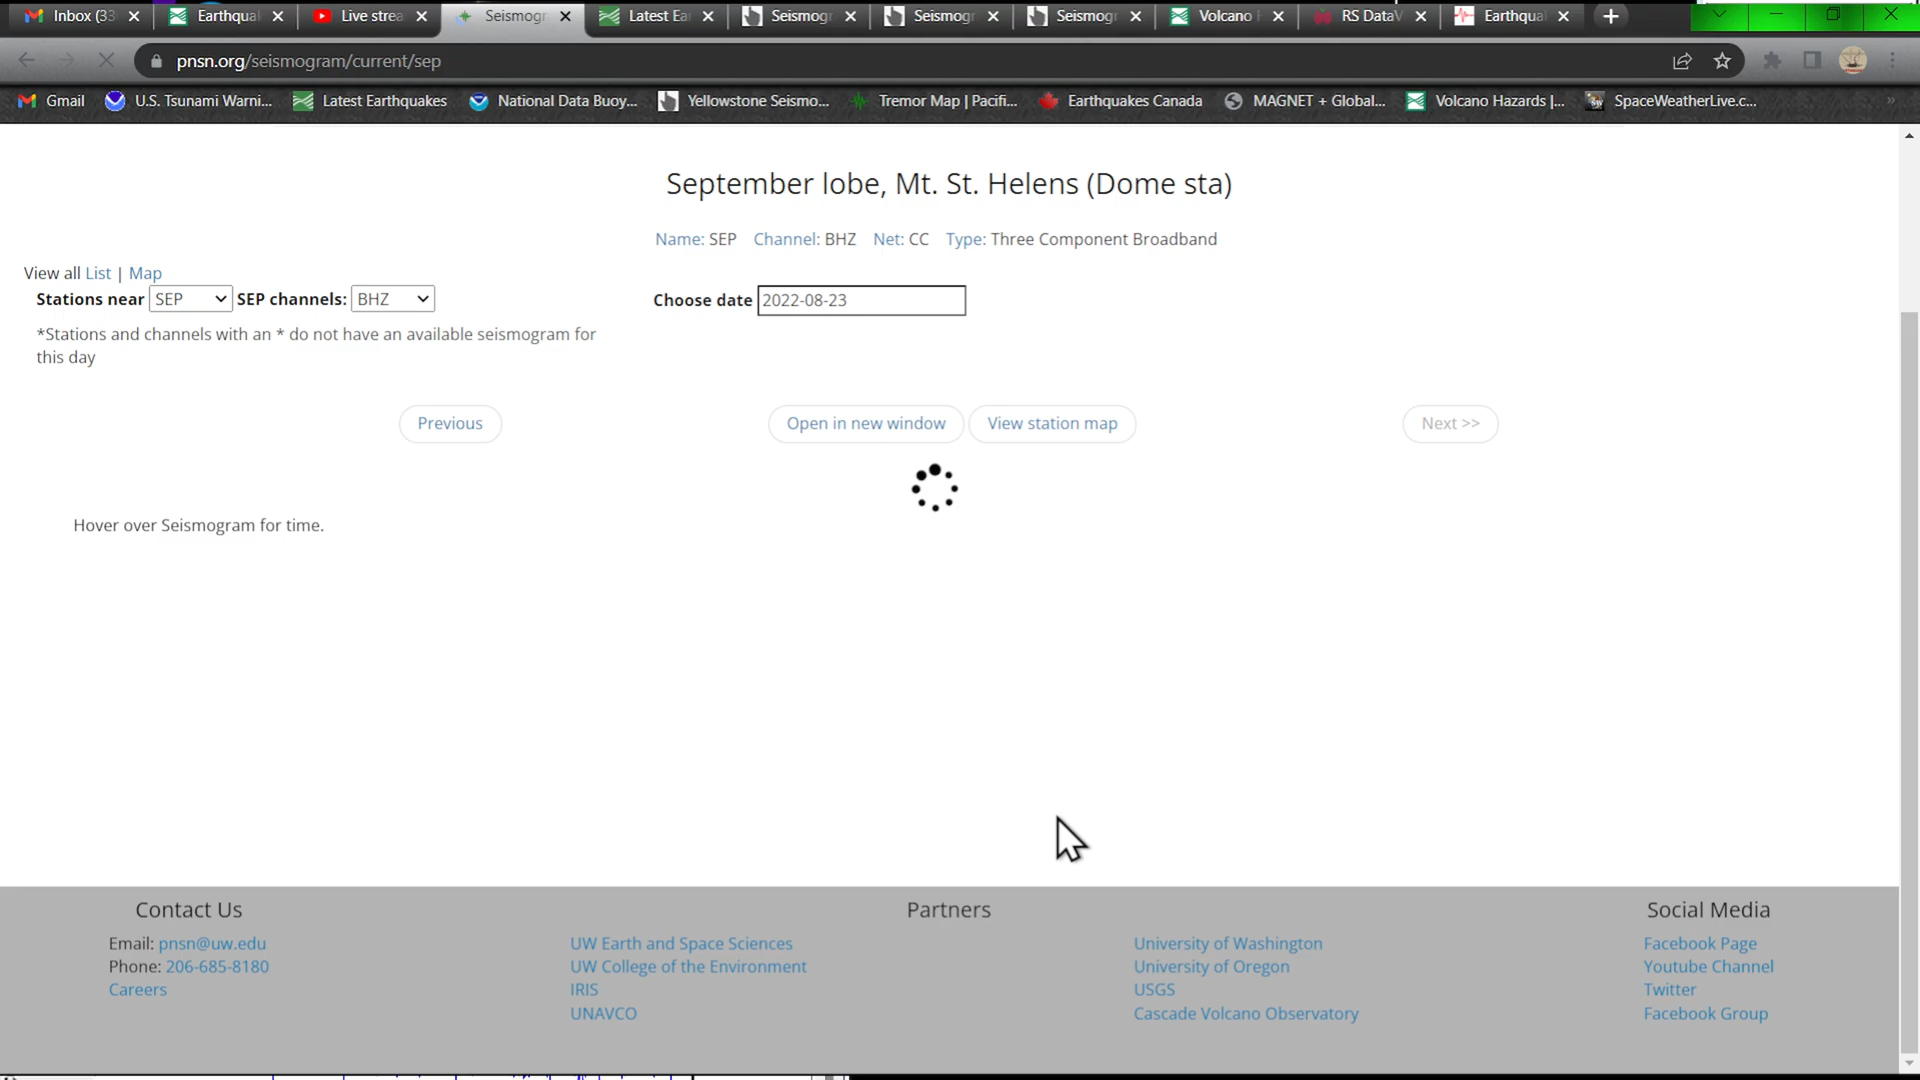 Inbox (33
Earthqual
Live strea
Seismogr
Latest Ea
Seismogr
Seismogr
Seismogr
Volcano
RS DataV
Earthqual
pnsn.org/seismogram/current/sep
Gmail
U.S. Tsunami Warni...
Latest Earthquakes
National Data Buoy...
Yellowstone Seismo...
Tremor Map | Pacifi...
Earthquakes Canada
MAGNET + Global...
Volcano Hazards |...
SpaceWeatherLive.c...
»
September lobe, Mt. St. Helens (Dome sta)
Name: SEP Channel: BHZ Net: CC Type: Three Component Broadband
View all List | Map
Stations near SEP SEP channels: BHZ
Choose date 2022-08-23
*Stations and channels with an * do not have an available seismogram for
this day
Previous
Open in new window
View station map
Next >>
Hover over Seismogram for time.
Contact Us
Email: pnsn@uw.edu
Phone: 206-685-8180
Careers
Partners
UW Earth and Space Sciences
UW College of the Environment
IRIS
UNAVCO
University of Washington
University of Oregon
USGS
Cascade Volcano Observatory
Social Media
Facebook Page
Youtube Channel
Twitter
Facebook Group